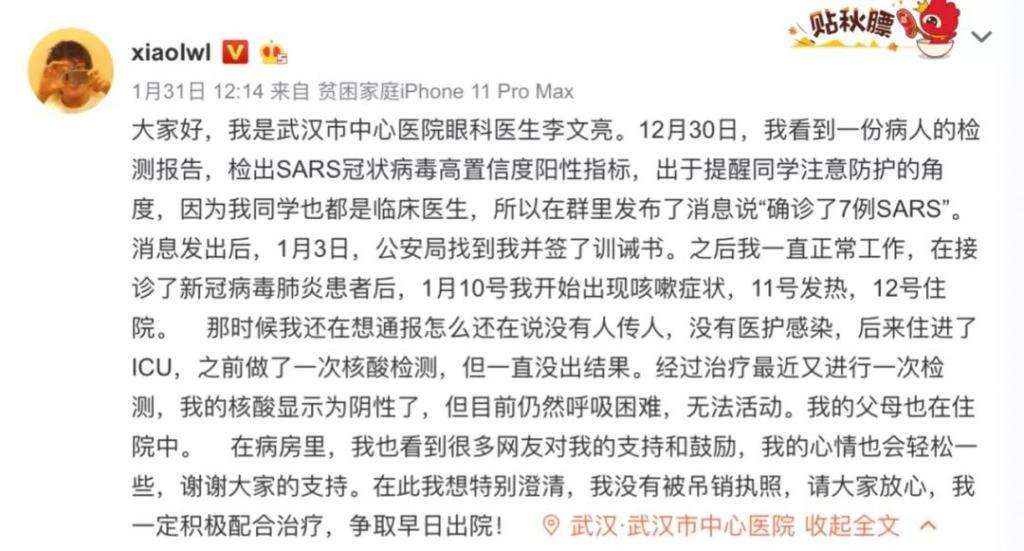 贴秋膘
xiaolwl
1月31日 12:14 来自 贫困家庭iPhone 11 Pro Max
大家好，我是武汉市中心医院眼科医生李文亮。12月30日，我看到一份病人的检
测报告，检出SARS冠状病毒高置信度阳性指标，出于提醒同学注意防护的角
度，因为我同学也都是临床医生，所以在群里发布了消息说“确诊了7例SARS”。
消息发出后，1月3日，公安局找到我并签了训诫书。之后我一直正常工作，在接
诊了新冠病毒肺炎患者后，1月10号我开始出现咳嗽症状，11号发热，12号住
院。 那时候我还在想通报怎么还在说没有人传人，没有医护感染，后来住进了
ICU，之前做了一次核酸检测，但一直没出结果。经过治疗最近又进行一次检
测，我的核酸显示为阴性了，但目前仍然呼吸困难，无法活动。我的父母也在住
院中。 在病房里，我也看到很多网友对我的支持和鼓励，我的心情也会轻松一
些，谢谢大家的支持。在此我想特别澄清，我没有被吊销执照，请大家放心，我
一定积极配合治疗，争取早日出院！ 武汉·武汉市中心医院 收起全文